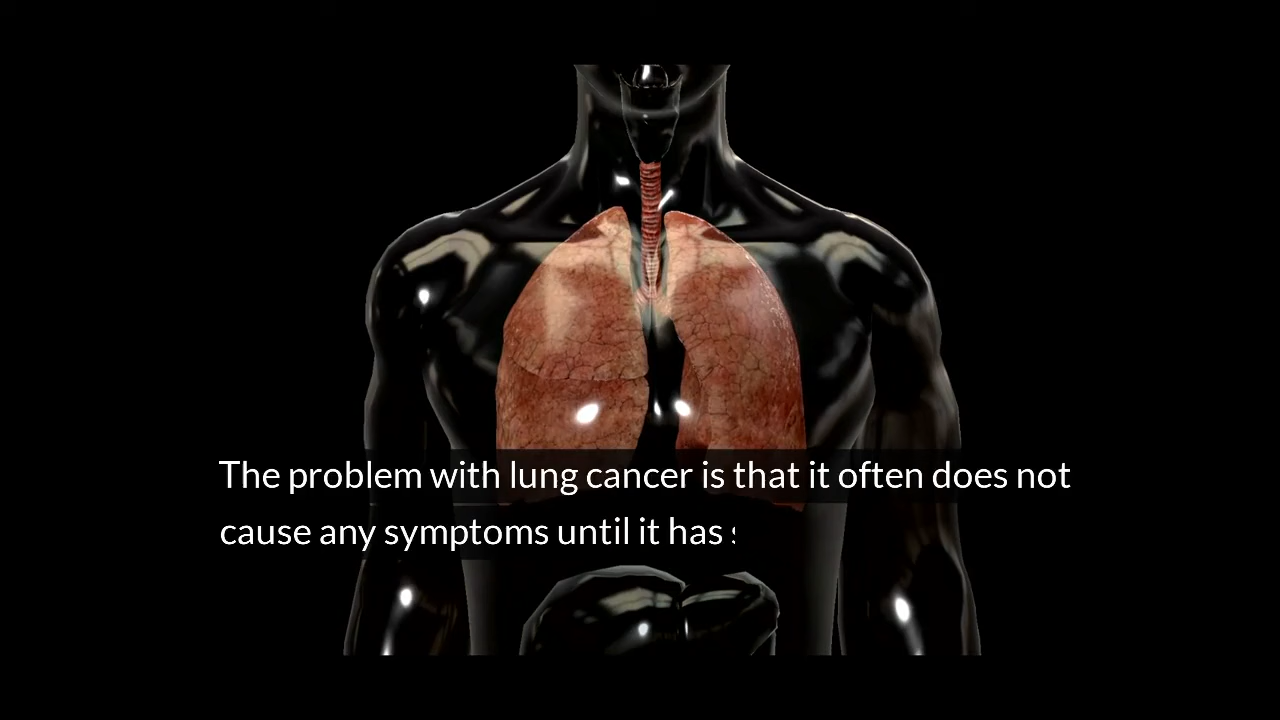 The problem with lung cancer is that it often does not
cause any symptoms until it has